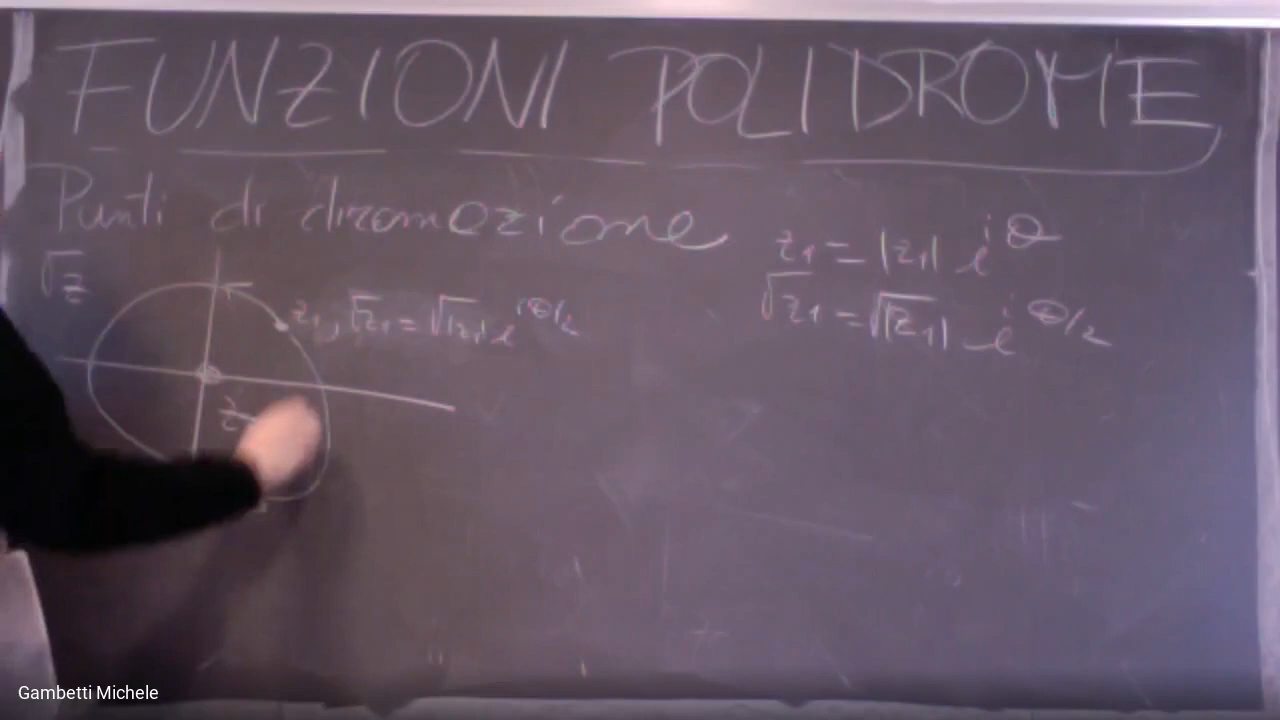 FUNZIONI POLIDROME
Punti di diramazione
√z
z₁, √z₁ = √|z₁| e^{iθ/2}
z₁ = |z₁| e^{iθ}
√z₁ = √|z₁| e^{iθ/2}
Gambetti Michele